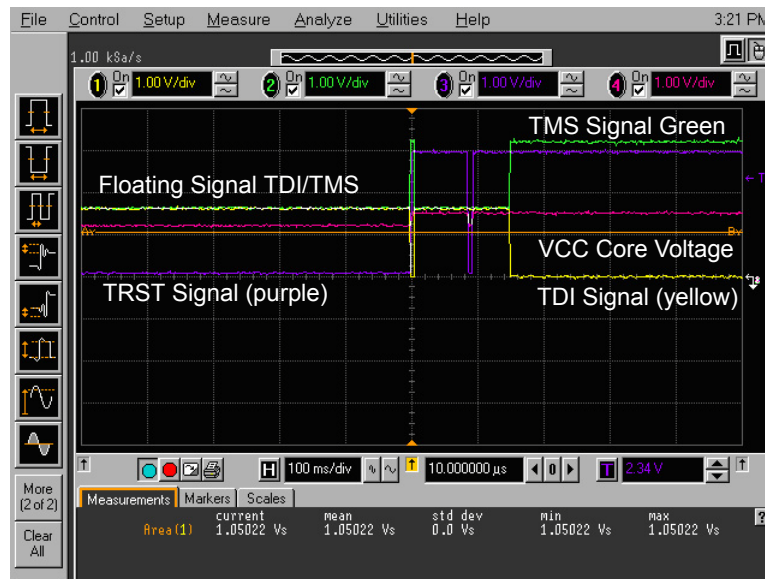 File Control Setup Measure Analyze Utilities Help 3:21 PM
1.00 kSa/s
1 On 1.00 V/div 2 On 1.00 V/div 3 On 1.00 V/div 4 On 1.00 V/div
TMS Signal Green
Floating Signal TDI/TMS
VCC Core Voltage
TRST Signal (purple)
TDI Signal (yellow)
H 100 ms/div 10.000000 µs 0 T 2.34 V
More
(2 of 2)
Clear
All
Measurements Markers Scales
current mean std dev min max
Area(1) 1.05022 Vs 1.05022 Vs 0.0 Vs 1.05022 Vs 1.05022 Vs
?